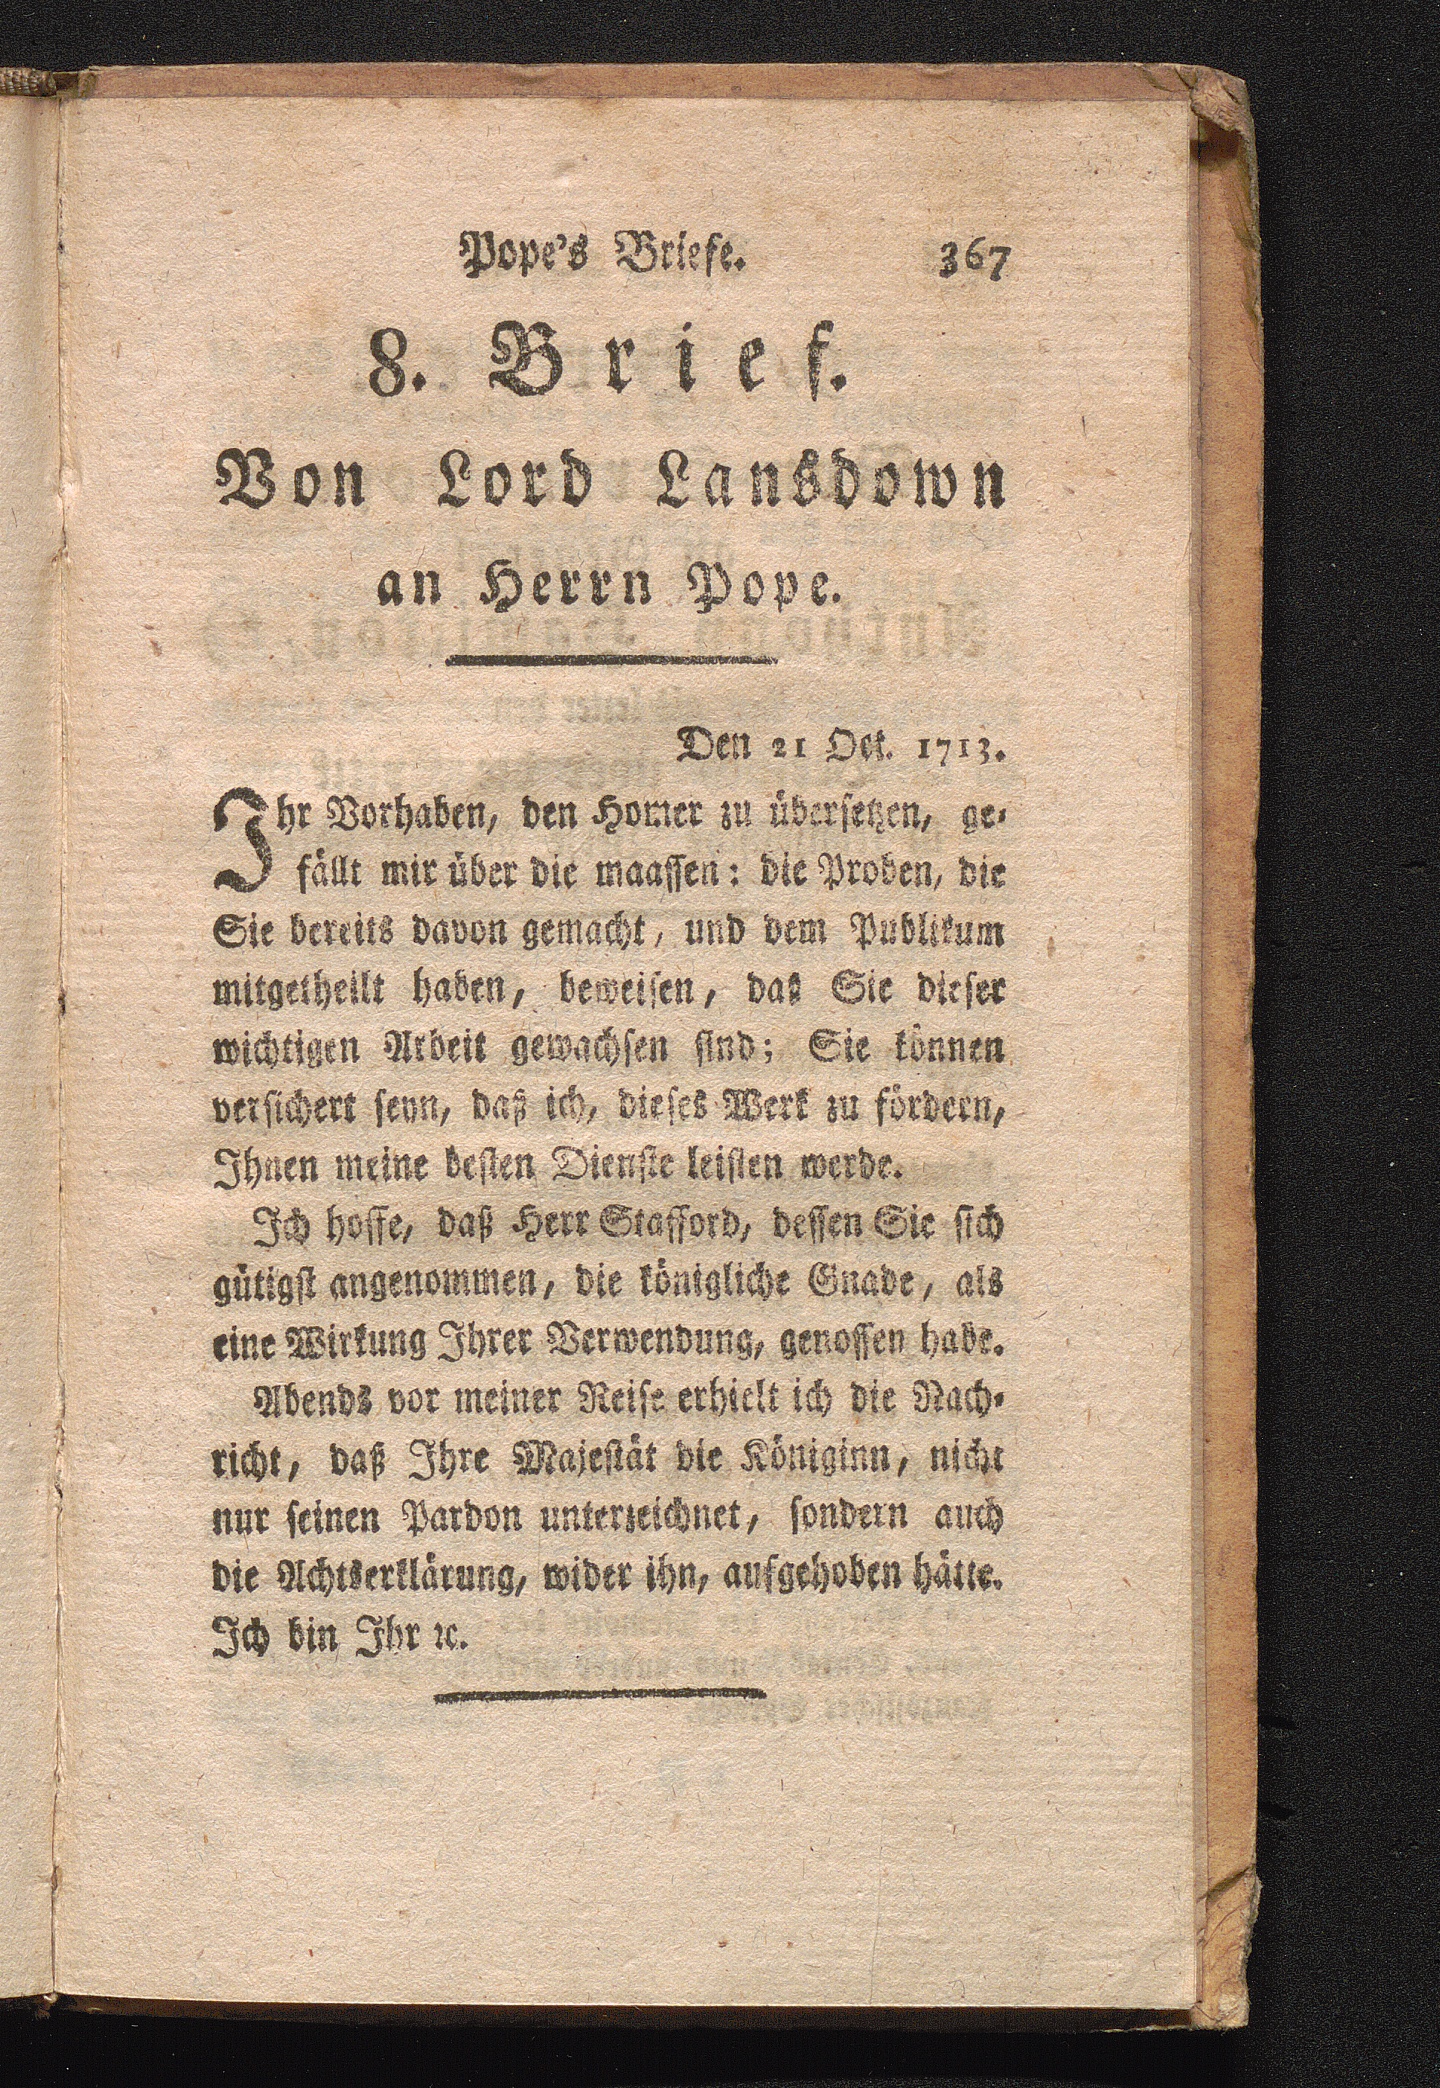 Pope's Briefe. 367
8. Brief.
Von Lord Lansdown
an Herrn Pope.
Den 21 Oct. 1713.
Ihr Vorhaben, den Homer zu übersetzen, ge-
fällt mir über die maassen: die Proben, die
Sie bereits davon gemacht, und dem Publikum
mitgetheilt haben, beweisen, daß Sie dieser
wichtigen Arbeit gewachsen sind; Sie können
versichert seyn, daß ich, dieses Werk zu fördern,
Ihnen meine besten Dienste leisten werde.
Ich hoffe, daß Herr Stafford, dessen Sie sich
gütigst angenommen, die königliche Gnade, als
eine Wirkung Ihrer Verwendung, genossen habe.
Abends vor meiner Reise erhielt ich die Nach-
richt, daß Ihre Majestät die Königinn, nicht
nur seinen Pardon unterzeichnet, sondern auch
die Achtserklärung, wider ihn, aufgehoben hätte.
Ich bin Ihr ꝛc.